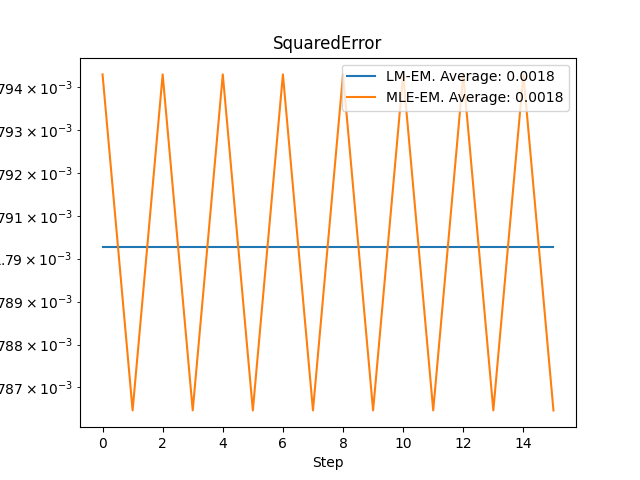 SquaredError
LM-EM. Average: 0.0018
MLE-EM. Average: 0.0018
794 × 10⁻³
793 × 10⁻³
792 × 10⁻³
791 × 10⁻³
.79 × 10⁻³
789 × 10⁻³
788 × 10⁻³
787 × 10⁻³
0 2 4 6 8 10 12 14
Step